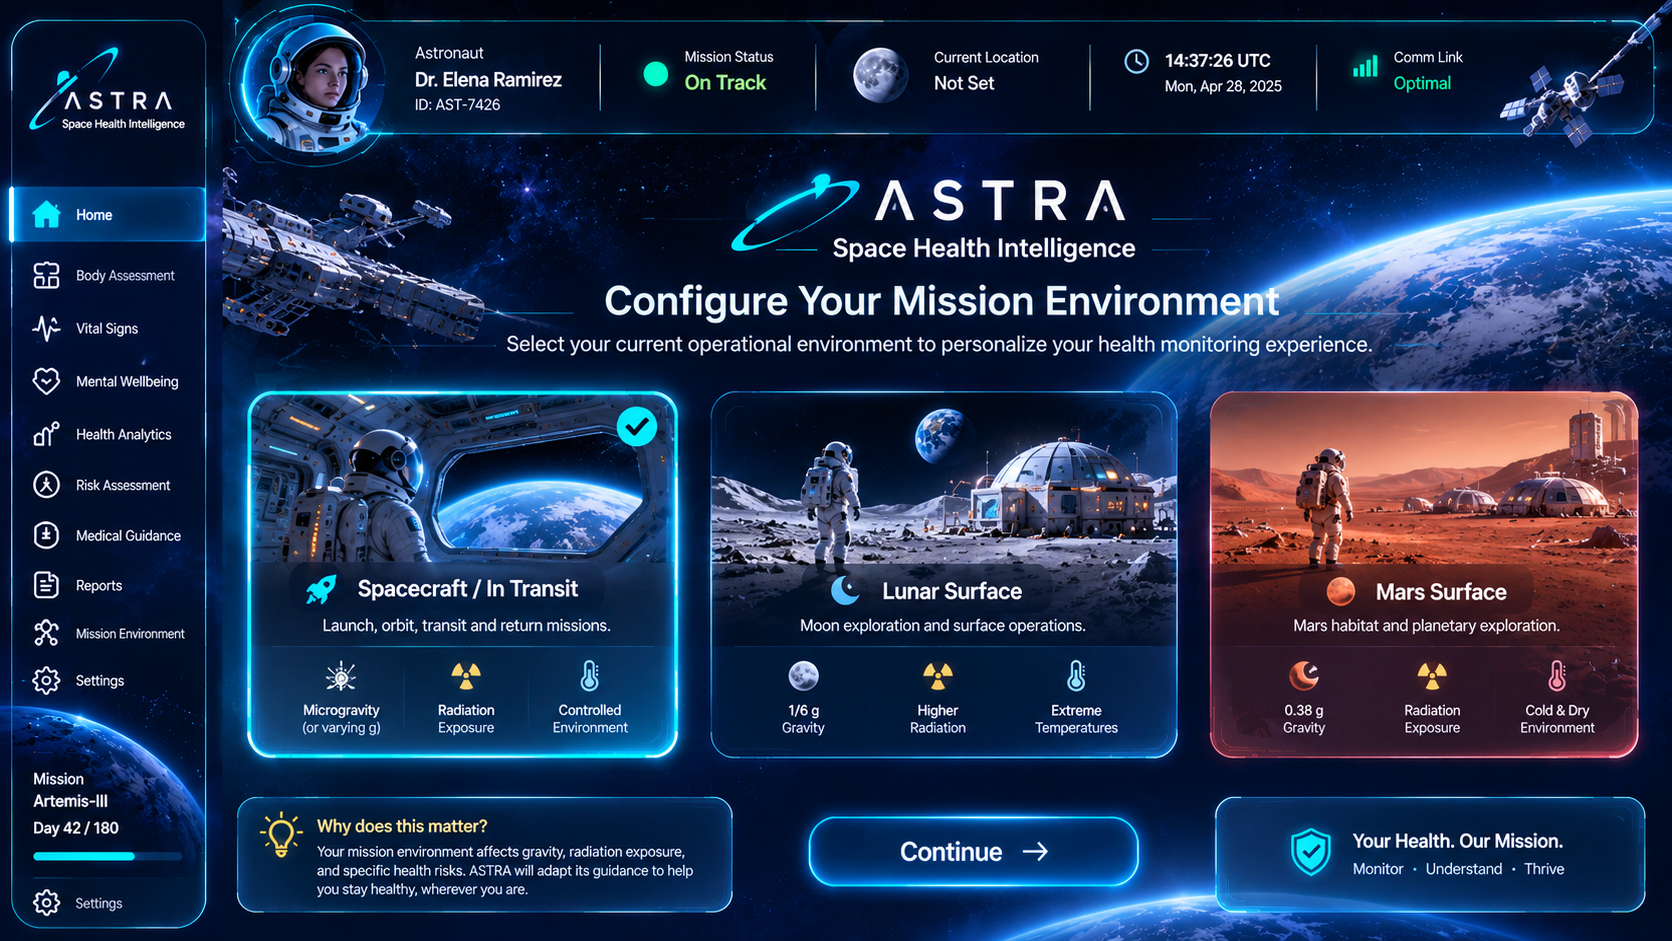 ASTRA
Space Health Intelligence
Home
Body Assessment
Vital Signs
Mental Wellbeing
Health Analytics
Risk Assessment
Medical Guidance
Reports
Mission Environment
Settings
Mission
Artemis-III
Day 42 / 180
Settings
Astronaut
Dr. Elena Ramirez
ID: AST-7426
Mission Status
On Track
Current Location
Not Set
14:37:26 UTC
Mon, Apr 28, 2025
Comm Link
Optimal
ASTRA
Space Health Intelligence
Configure Your Mission Environment
Select your current operational environment to personalize your health monitoring experience.
Spacecraft / In Transit
Launch, orbit, transit and return missions.
Microgravity
(or varying g)
Radiation
Exposure
Controlled
Environment
Lunar Surface
Moon exploration and surface operations.
1/6 g
Gravity
Higher
Radiation
Extreme
Temperatures
Mars Surface
Mars habitat and planetary exploration.
0.38 g
Gravity
Radiation
Exposure
Cold & Dry
Environment
Why does this matter?
Your mission environment affects gravity, radiation exposure,
and specific health risks. ASTRA will adapt its guidance to help
you stay healthy, wherever you are.
Continue →
Your Health. Our Mission.
Monitor • Understand • Thrive